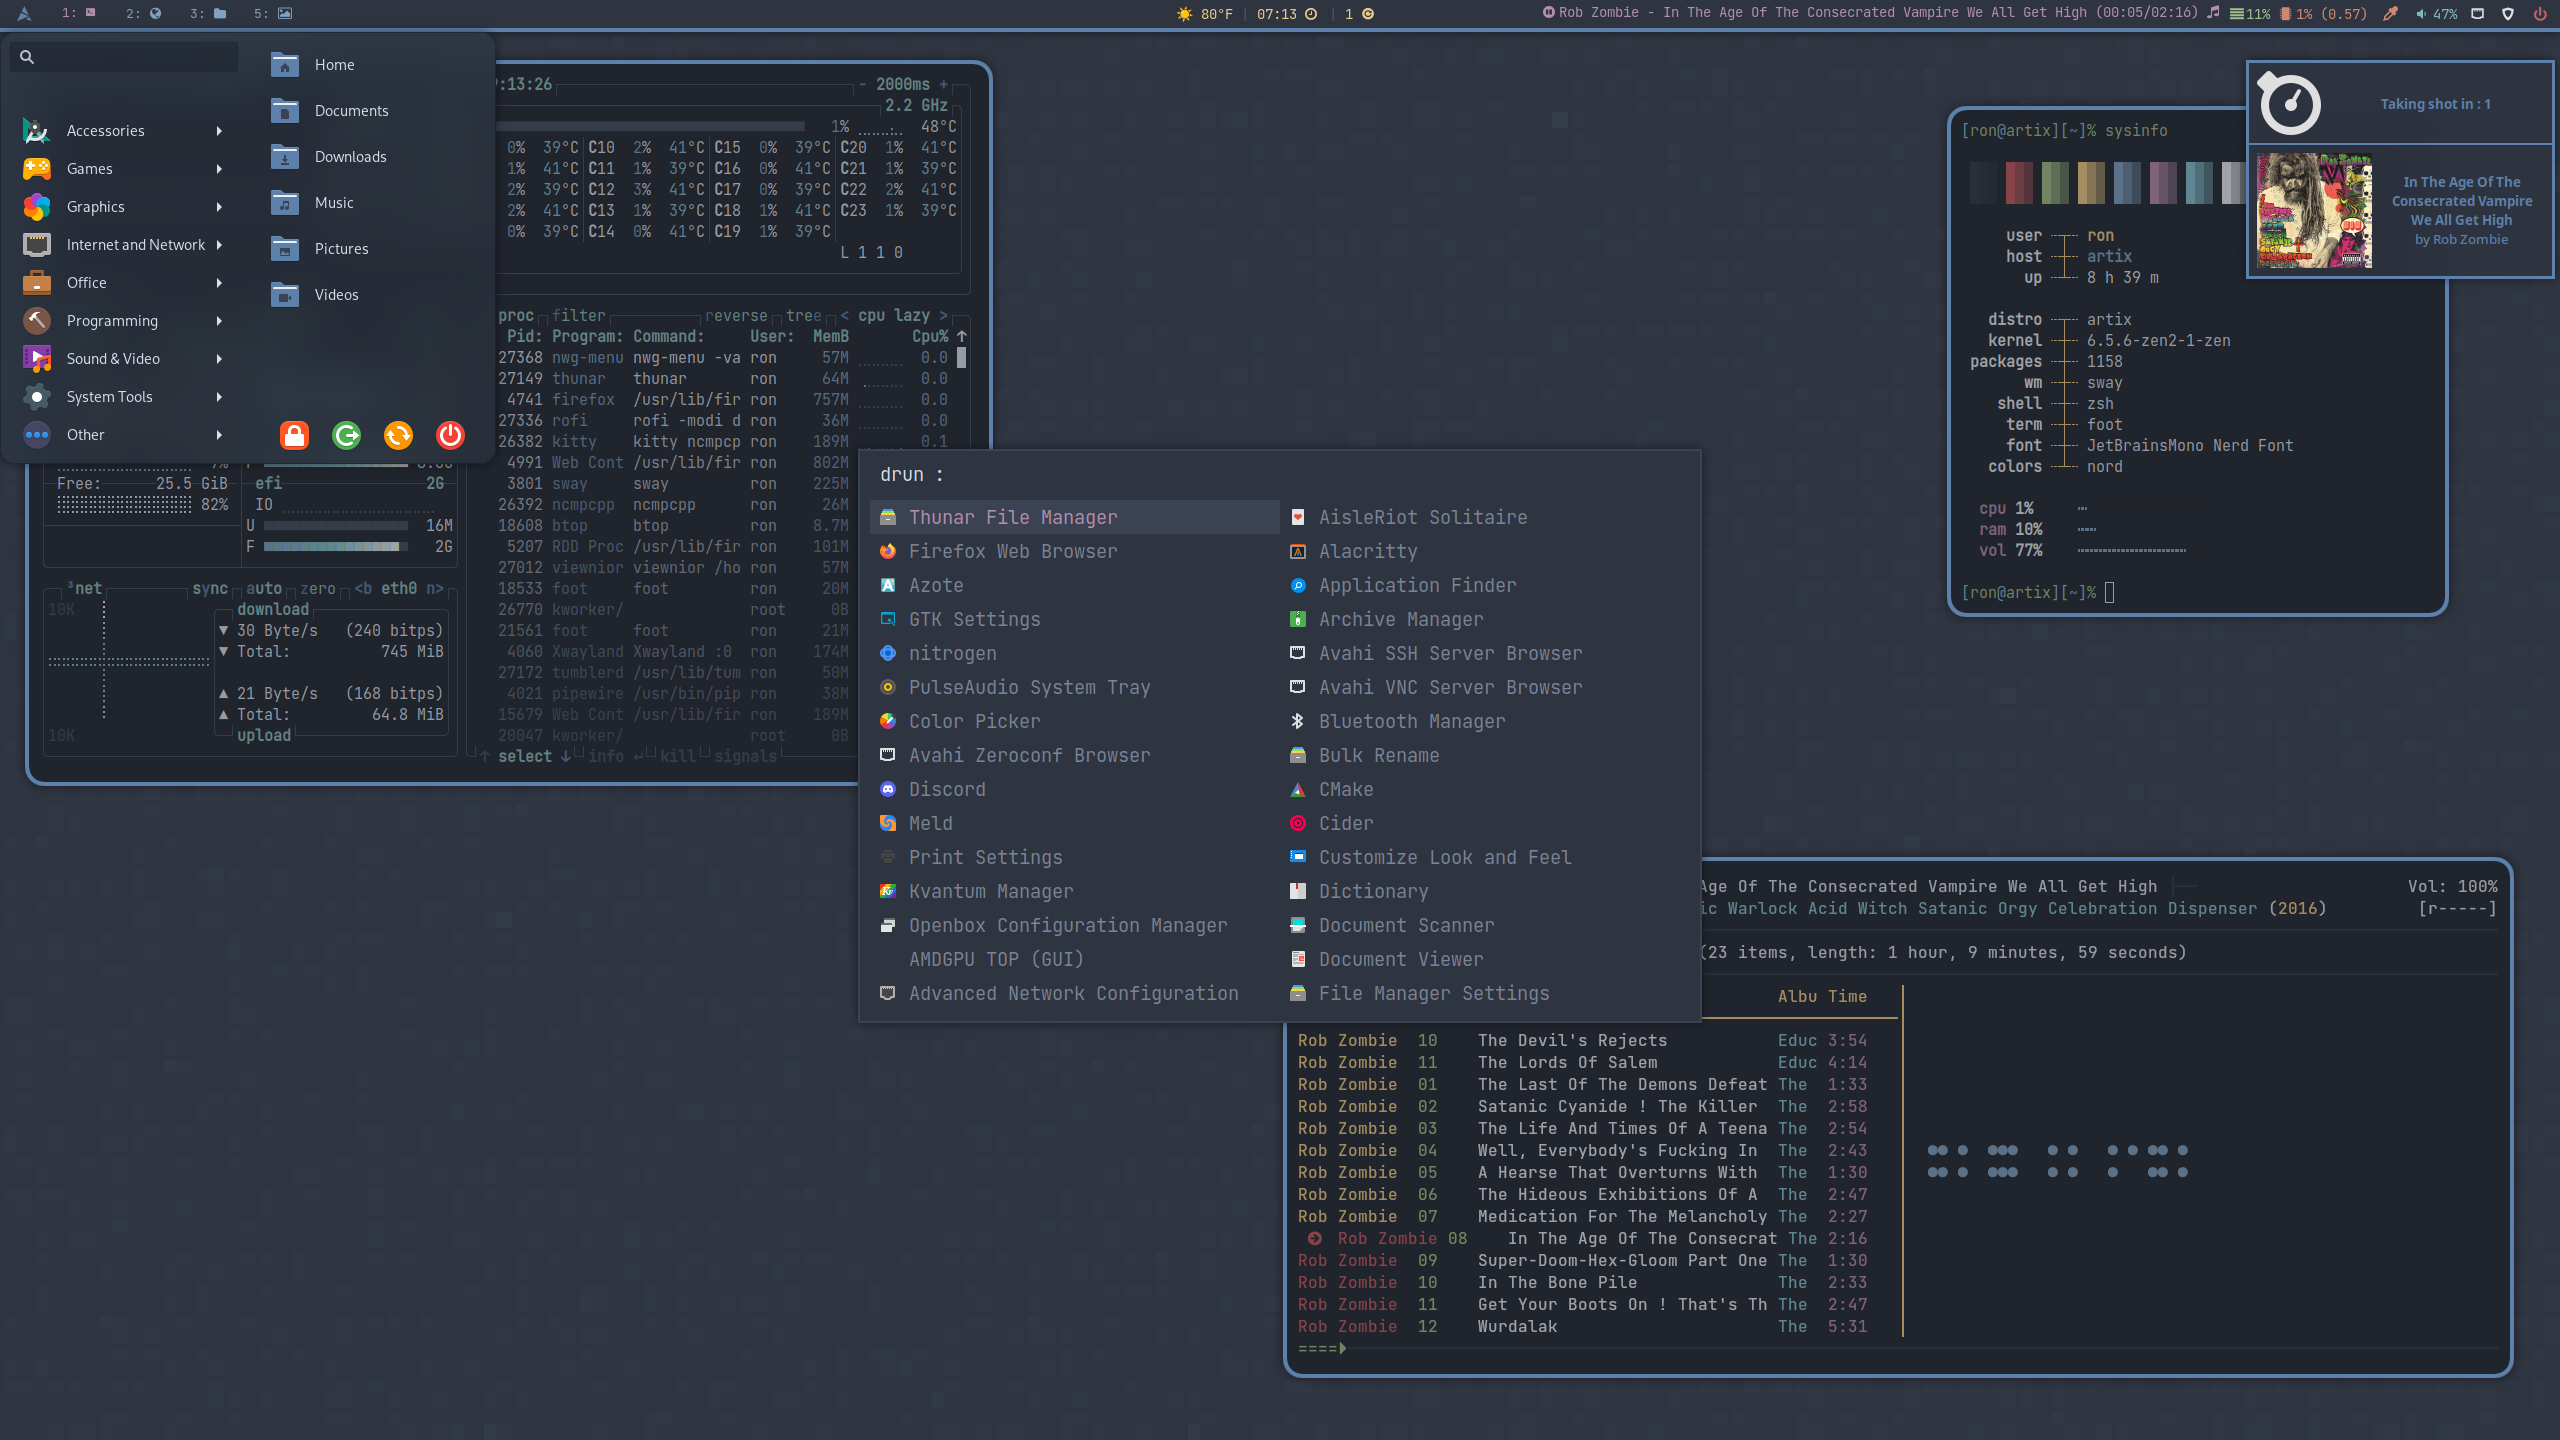 1: 2: 3: 5: 80°F | 07:13 | 1 Rob Zombie - In The Age Of The Consecrated Vampire We All Get High (00:05/02:16) 11% 1% (0.57) 47%
Home
Documents
Downloads
Music
Pictures
Videos
Accessories
Games
Graphics
Internet and Network
Office
Programming
Sound & Video
System Tools
Other
:13:26 - 2000ms +
2.2 GHz
1% 48°C
0% 39°C C10 2% 41°C C15 0% 39°C C20 1% 41°C
1% 41°C C11 1% 39°C C16 0% 41°C C21 1% 39°C
2% 39°C C12 3% 41°C C17 0% 39°C C22 2% 41°C
2% 41°C C13 1% 39°C C18 1% 41°C C23 1% 39°C
0% 39°C C14 0% 41°C C19 1% 39°C
L 1 1 0
proc filter reverse tree < cpu lazy >
Pid: Program: Command: User: MemB Cpu% ↑
27368 nwg-menu nwg-menu -va ron 57M 0.0
27149 thunar thunar ron 64M 0.0
4741 firefox /usr/lib/fir ron 757M 0.0
27336 rofi rofi -modi d ron 36M 0.0
26382 kitty kitty ncmpcp ron 189M 0.1
4991 Web Cont /usr/lib/fir ron 802M
3801 sway sway ron 225M
26392 ncmpcpp ncmpcpp ron 26M
18608 btop btop ron 8.7M
5207 RDD Proc /usr/lib/fir ron 101M
27012 viewnior viewnior /ho ron 57M
18533 foot foot ron 20M
26770 kworker/ root 0B
21561 foot foot ron 21M
4060 Xwayland Xwayland :0 ron 174M
27172 tumblerd /usr/lib/tum ron 50M
4021 pipewire /usr/bin/pip ron 38M
15679 Web Cont /usr/lib/fir ron 189M
20047 kworker/ root 0B
↑ select ↓ info ↵ kill signals
Free: 25.5 GiB
82%
efi 2G
IO
U 16M
F 2G
³net sync auto zero <b eth0 n>
10K
download
▼ 30 Byte/s (240 bitps)
▼ Total: 745 MiB
▲ 21 Byte/s (168 bitps)
▲ Total: 64.8 MiB
10K
upload
drun :
Thunar File Manager
Firefox Web Browser
Azote
GTK Settings
nitrogen
PulseAudio System Tray
Color Picker
Avahi Zeroconf Browser
Discord
Meld
Print Settings
Kvantum Manager
Openbox Configuration Manager
AMDGPU TOP (GUI)
Advanced Network Configuration
AisleRiot Solitaire
Alacritty
Application Finder
Archive Manager
Avahi SSH Server Browser
Avahi VNC Server Browser
Bluetooth Manager
Bulk Rename
CMake
Cider
Customize Look and Feel
Dictionary
Document Scanner
Document Viewer
File Manager Settings
Taking shot in : 1
In The Age Of The
Consecrated Vampire
We All Get High
by Rob Zombie
[ron@artix][~]% sysinfo
user ron
host artix
up 8 h 39 m
distro artix
kernel 6.5.6-zen2-1-zen
packages 1158
wm sway
shell zsh
term foot
font JetBrainsMono Nerd Font
colors nord
cpu 1%
ram 10%
vol 77%
[ron@artix][~]%
Age Of The Consecrated Vampire We All Get High Vol: 100%
ic Warlock Acid Witch Satanic Orgy Celebration Dispenser (2016) [r-----]
(23 items, length: 1 hour, 9 minutes, 59 seconds)
Albu Time
Rob Zombie 10 The Devil's Rejects Educ 3:54
Rob Zombie 11 The Lords Of Salem Educ 4:14
Rob Zombie 01 The Last Of The Demons Defeat The 1:33
Rob Zombie 02 Satanic Cyanide ! The Killer The 2:58
Rob Zombie 03 The Life And Times Of A Teena The 2:54
Rob Zombie 04 Well, Everybody's Fucking In The 2:43
Rob Zombie 05 A Hearse That Overturns With The 1:30
Rob Zombie 06 The Hideous Exhibitions Of A The 2:47
Rob Zombie 07 Medication For The Melancholy The 2:27
Rob Zombie 08 In The Age Of The Consecrat The 2:16
Rob Zombie 09 Super-Doom-Hex-Gloom Part One The 1:30
Rob Zombie 10 In The Bone Pile The 2:33
Rob Zombie 11 Get Your Boots On ! That's Th The 2:47
Rob Zombie 12 Wurdalak The 5:31
====